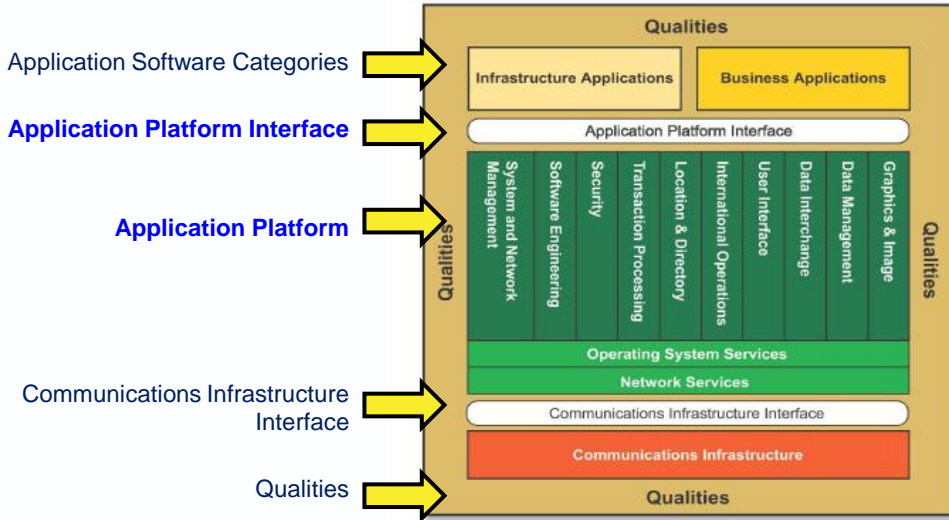 Qualities
Application Software Categories
Infrastructure Applications
Business Applications
Application Platform Interface
Application Platform Interface
Application Platform
Qualities
System and Network
Management
Software Engineering
Security
Transaction Processing
Location & Directory
International Operations
User Interface
Data Interchange
Data Management
Graphics & Image
Qualities
Operating System Services
Network Services
Communications Infrastructure
Interface
Communications Infrastructure Interface
Communications Infrastructure
Qualities
Qualities